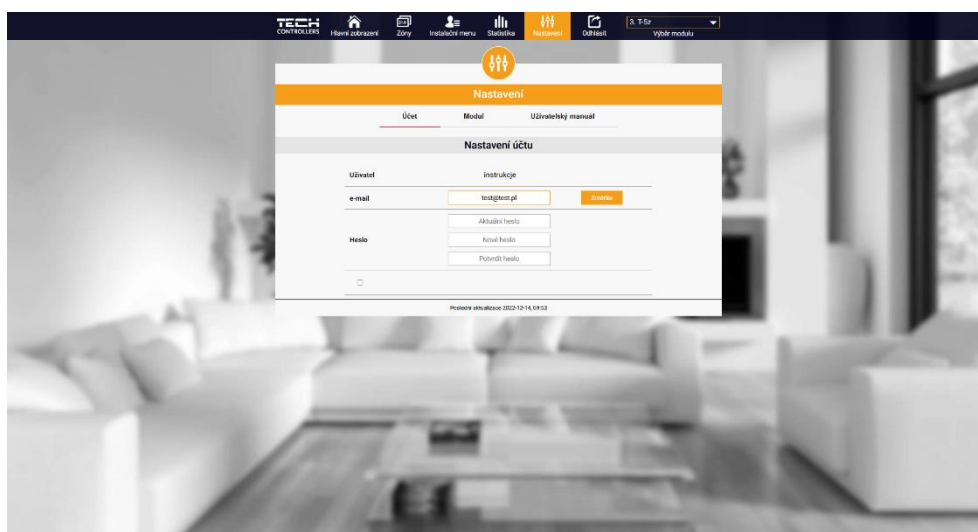 TECH
CONTROLLERS
Hlavní zobrazení
Zóny
Instalační menu
Statistika
Nastavení
Odhlásit
3. T-5z
Výběr modulu
Nastavení
Účet Modul Uživatelský manuál
Nastavení účtu
Uživatel instrukcje
e-mail test@test.pl Změnit
Aktuální heslo
Heslo Nové heslo
Potvrdit heslo
Poslední aktualizace 2022-12-14, 09:53